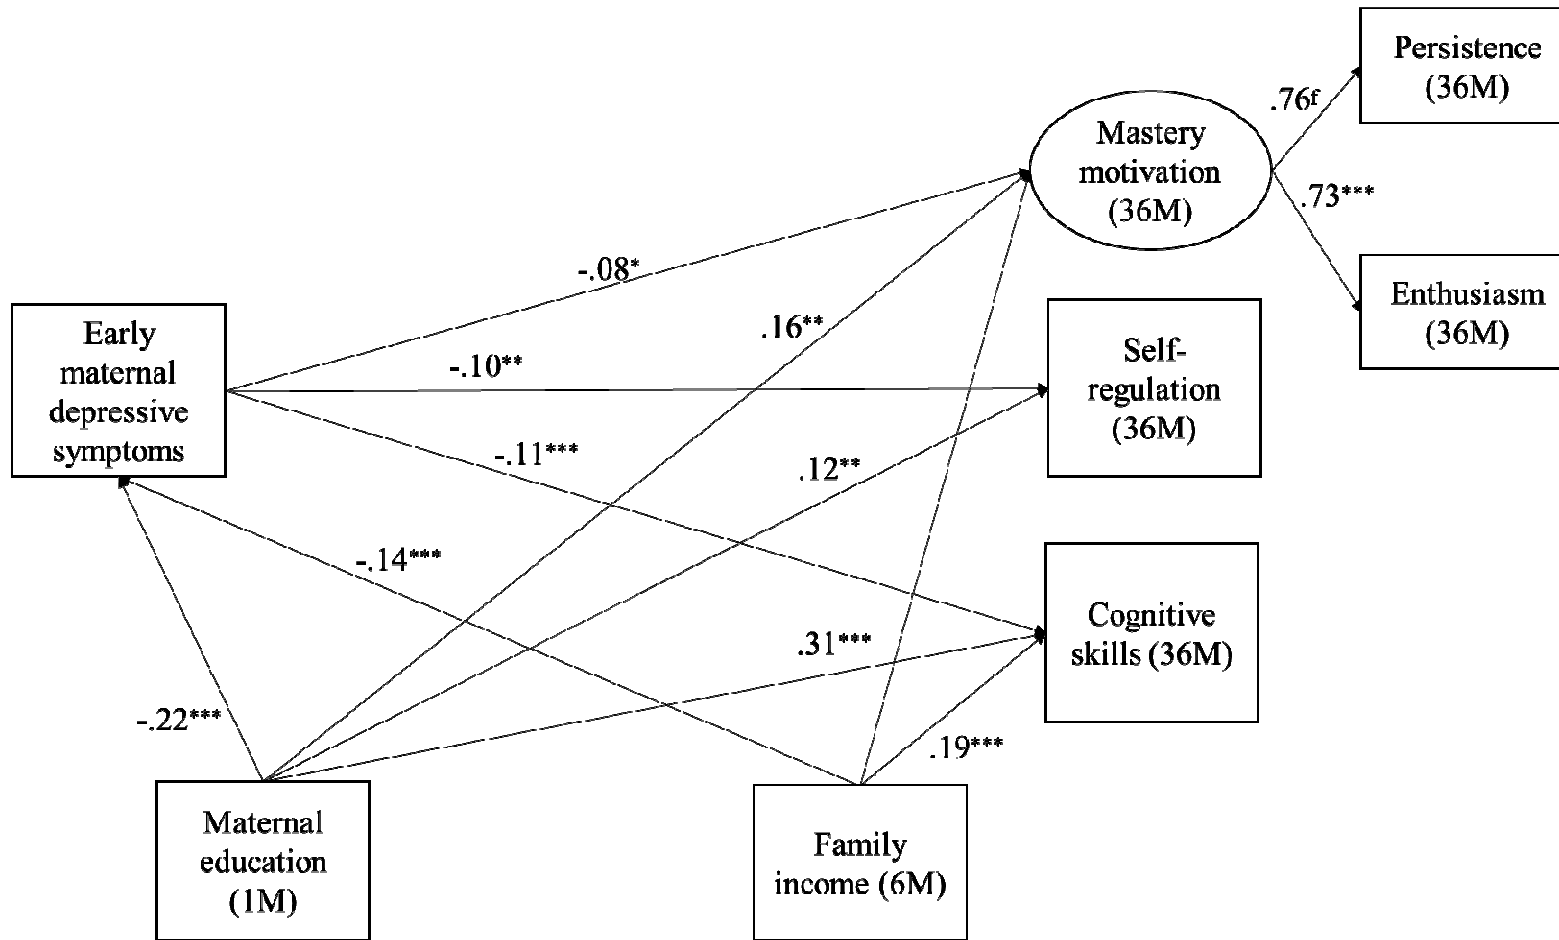 Persistence
(36M)
.76f
Mastery
motivation
(36M)
.73***
Enthusiasm
(36M)
-.08*
.16**
Early
maternal
depressive
symptoms
-.10**
Self-
regulation
(36M)
-.11***
.12**
-.14***
Cognitive
skills (36M)
.31***
-.22***
.19***
Maternal
education
(1M)
Family
income (6M)